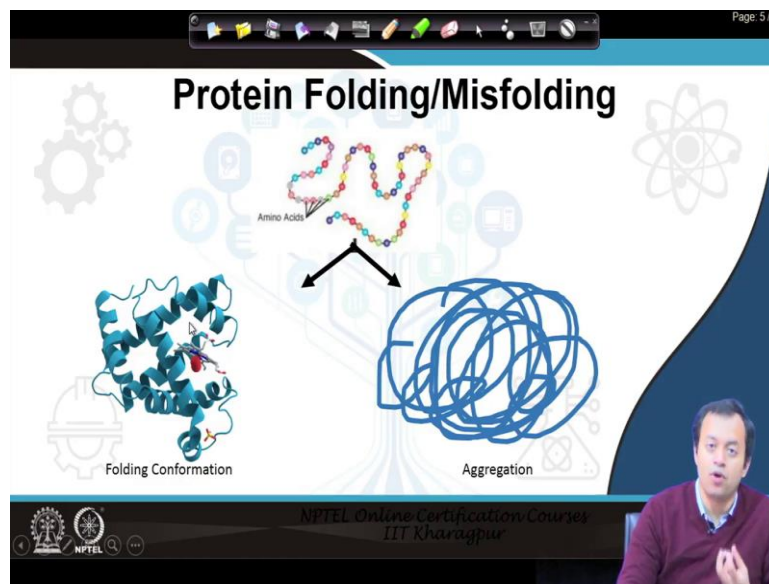 Page: 5 /
Protein Folding/Misfolding
Amino Acids
Folding Conformation
Aggregation
NPTEL Online Certification Courses
IIT Kharagpur
NPTEL